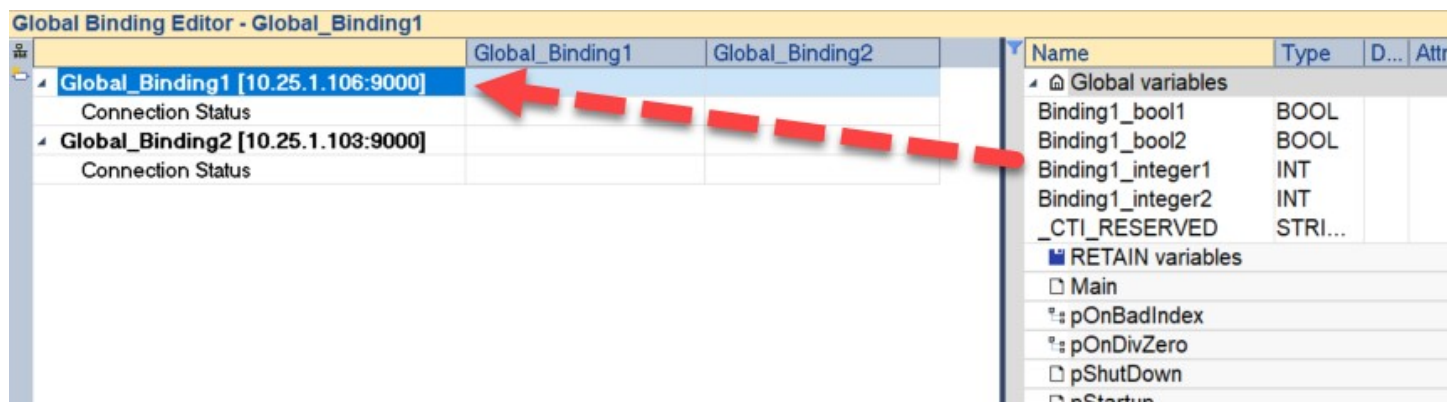 Global Binding Editor - Global_Binding1
Global_Binding1 Global_Binding2
Global_Binding1 [10.25.1.106:9000]
Connection Status
Global_Binding2 [10.25.1.103:9000]
Connection Status
Name Type D... Attr
Global variables
Binding1_bool1 BOOL
Binding1_bool2 BOOL
Binding1_integer1 INT
Binding1_integer2 INT
_CTI_RESERVED STRI...
RETAIN variables
Main
pOnBadIndex
pOnDivZero
pShutDown
pStartup